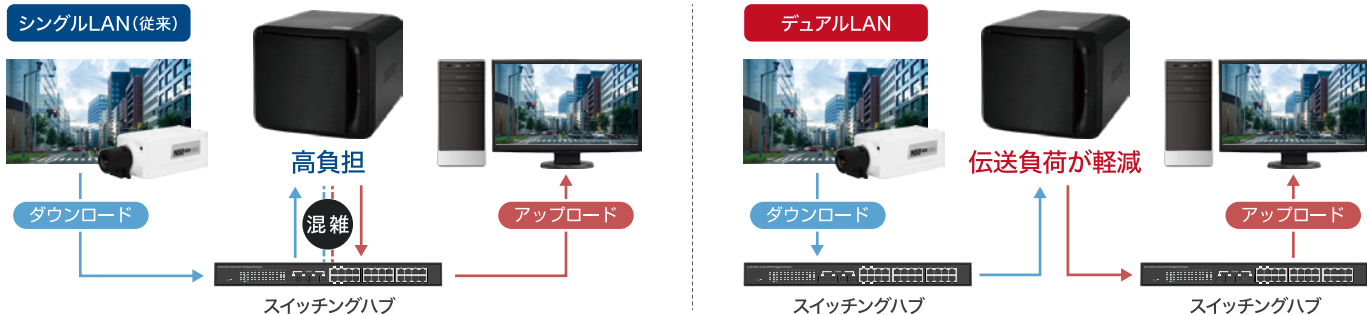 シングルLAN（従来）
高負担
ダウンロード
混雑
アップロード
スイッチングハブ
デュアルLAN
伝送負荷が軽減
ダウンロード
アップロード
スイッチングハブ
スイッチングハブ